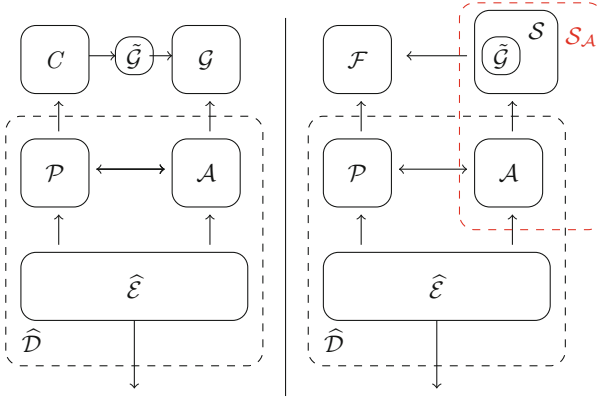 C 𝒢̃ 𝒢
𝒫 𝒜
ℰ̂
𝒟̂
ℱ 𝒢̃ 𝒮 𝒮_𝒜
𝒫 𝒜
ℰ̂
𝒟̂